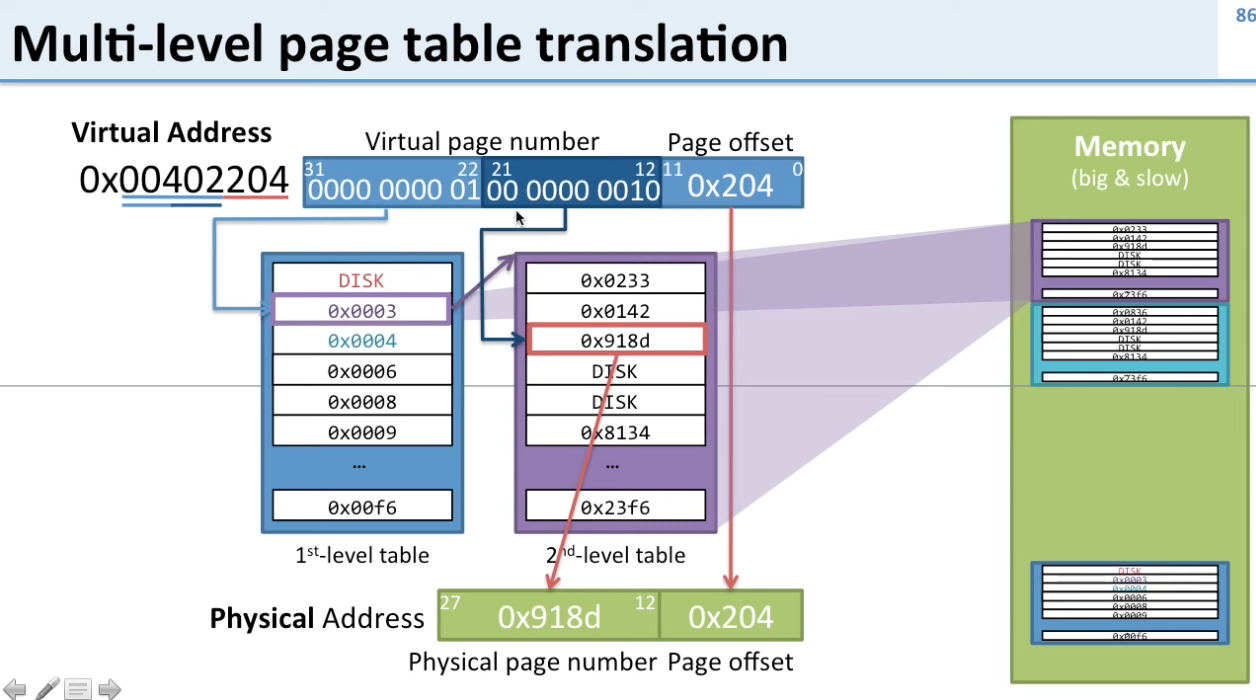 86
Multi-level page table translation
Virtual Address
0x00402204
Virtual page number
Page offset
31
22
21
12
11
0
0000 0000 01
00 0000 0010
0x204
DISK
0x0003
0x0004
0x0006
0x0008
0x0009
...
0x00f6
1st-level table
0x0233
0x0142
0x918d
DISK
DISK
0x8134
...
0x23f6
2nd-level table
Physical Address
27
0x918d
12
0x204
Physical page number
Page offset
Memory
(big & slow)
0x0233
0x0142
0x918d
DISK
DISK
0x8134
0x23f6
0x0836
0x0142
0x918d
DISK
DISK
0x8134
0x23f6
DISK
0x0003
0x0004
0x0006
0x0008
0x0009
0x00f6